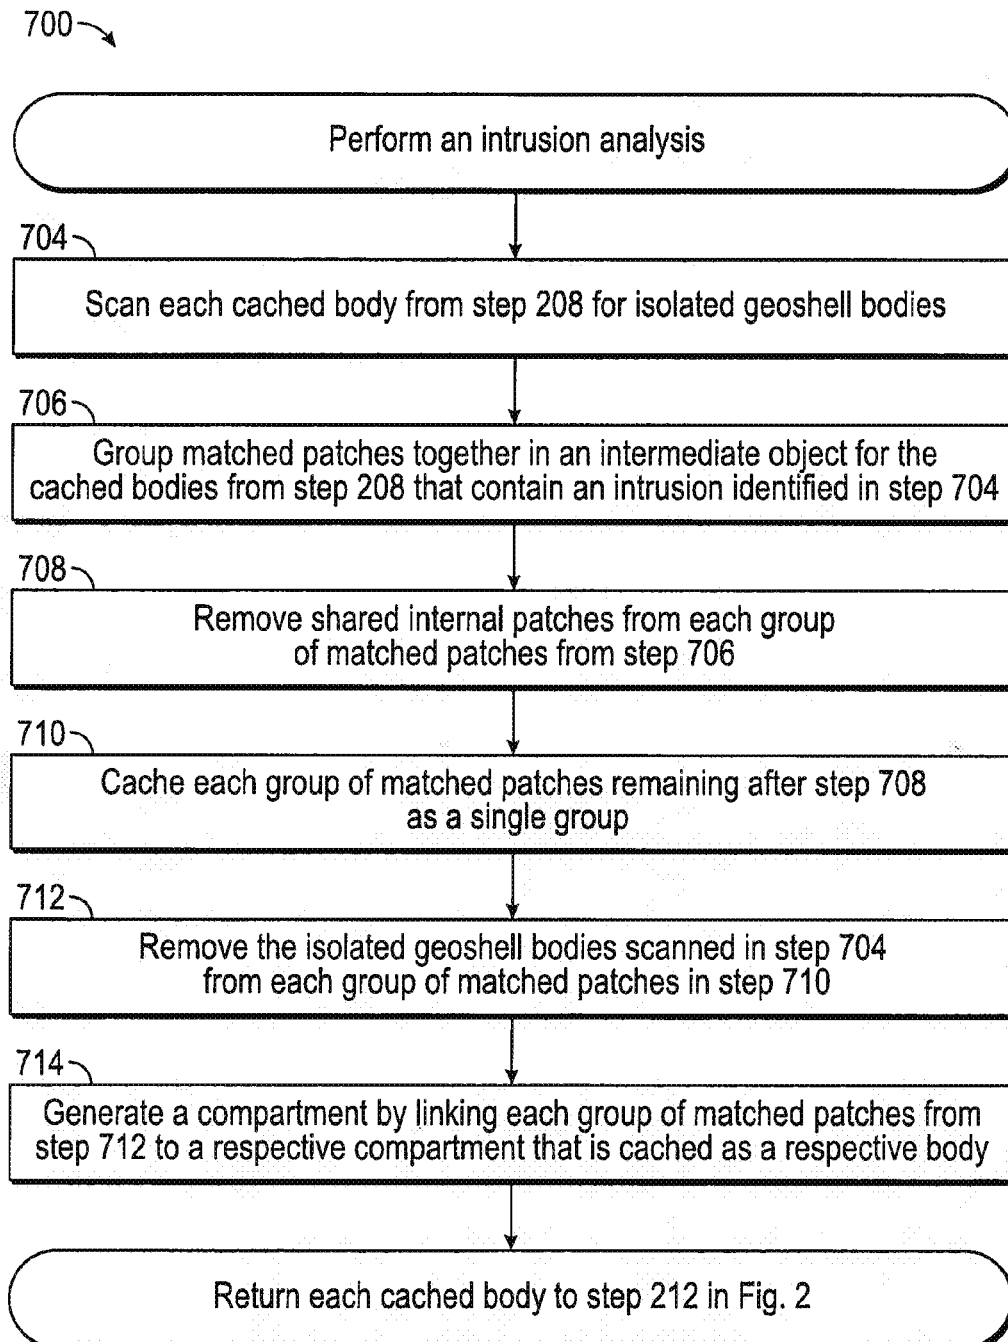 700
Perform an intrusion analysis
704
Scan each cached body from step 208 for isolated geoshell bodies
706
Group matched patches together in an intermediate object for the
cached bodies from step 208 that contain an intrusion identified in step 704
708
Remove shared internal patches from each group
of matched patches from step 706
710
Cache each group of matched patches remaining after step 708
as a single group
712
Remove the isolated geoshell bodies scanned in step 704
from each group of matched patches in step 710
714
Generate a compartment by linking each group of matched patches from
step 712 to a respective compartment that is cached as a respective body
Return each cached body to step 212 in Fig. 2